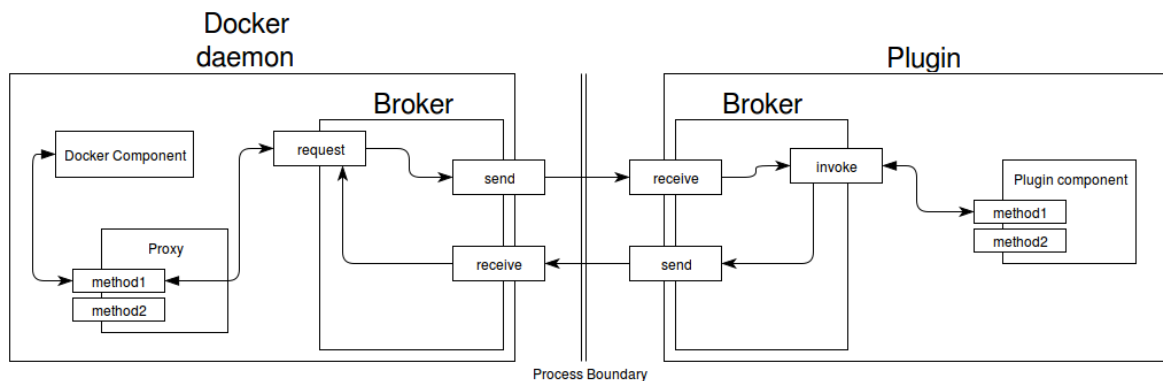 Docker
daemon
Plugin
Broker
Broker
Docker Component
request
send
receive
invoke
Plugin component
method1
method2
Proxy
method1
method2
receive
send
Process Boundary